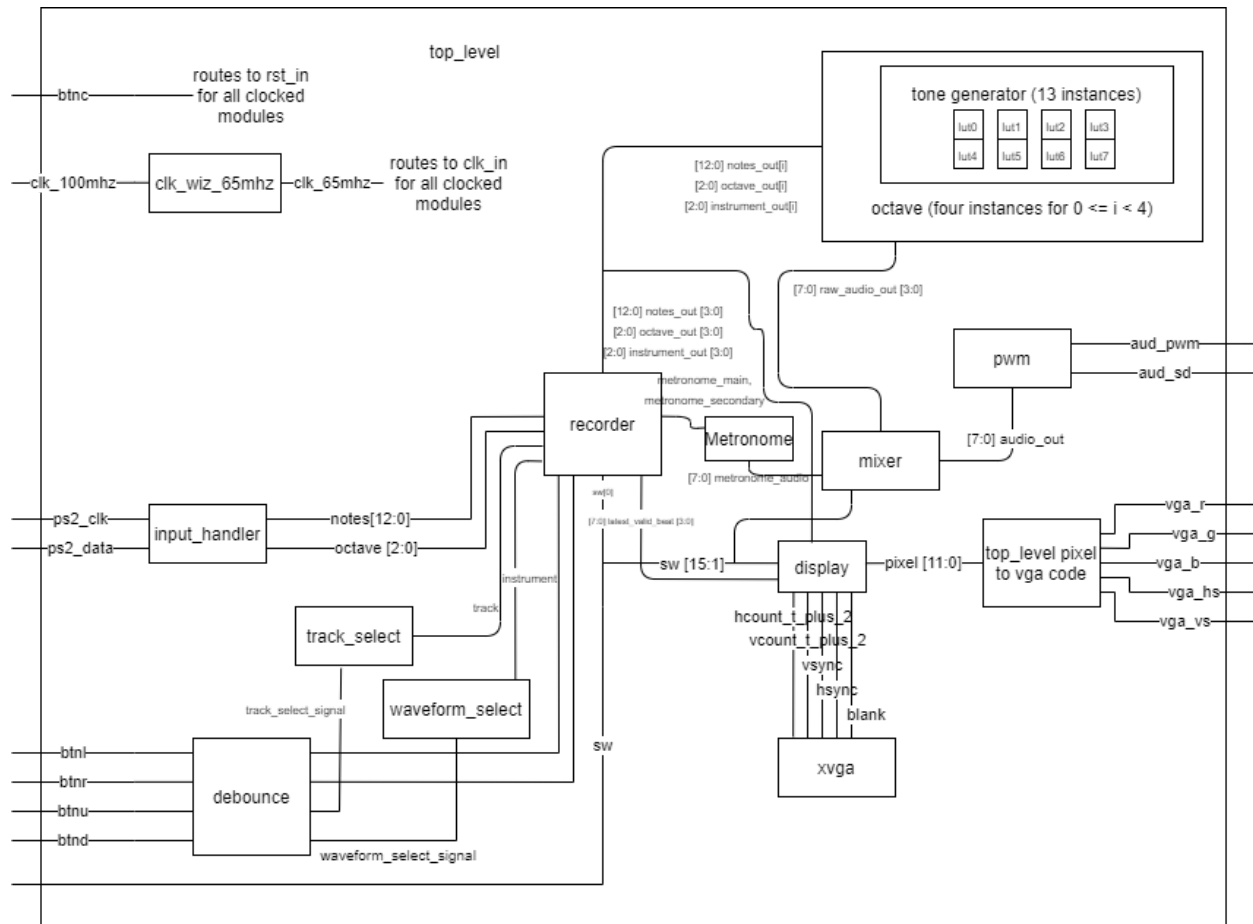 top_level
btnc
routes to rst_in
for all clocked
modules
clk_100mhz
clk_wiz_65mhz
clk_65mhz
routes to clk_in
for all clocked
modules
tone generator (13 instances)
lut0
lut1
lut2
lut3
lut4
lut5
lut6
lut7
octave (four instances for 0 <= i < 4)
[12:0] notes_out[i]
[2:0] octave_out[i]
[2:0] instrument_out[i]
[7:0] raw_audio_out [3:0]
[12:0] notes_out [3:0]
[2:0] octave_out [3:0]
[2:0] instrument_out [3:0]
metronome_main,
metronome_secondary
recorder
Metronome
[7:0] metronome_audio
mixer
pwm
aud_pwm
aud_sd
[7:0] audio_out
sw[0]
[7:0] latest_valid_beat [3:0]
ps2_clk
ps2_data
input_handler
notes[12:0]
octave [2:0]
instrument
track
sw [15:1]
display
pixel [11:0]
top_level pixel
to vga code
vga_r
vga_g
vga_b
vga_hs
vga_vs
hcount_t_plus_2
vcount_t_plus_2
vsync
hsync
blank
xvga
track_select
track_select_signal
waveform_select
sw
btnl
btnr
btnu
btnd
debounce
waveform_select_signal